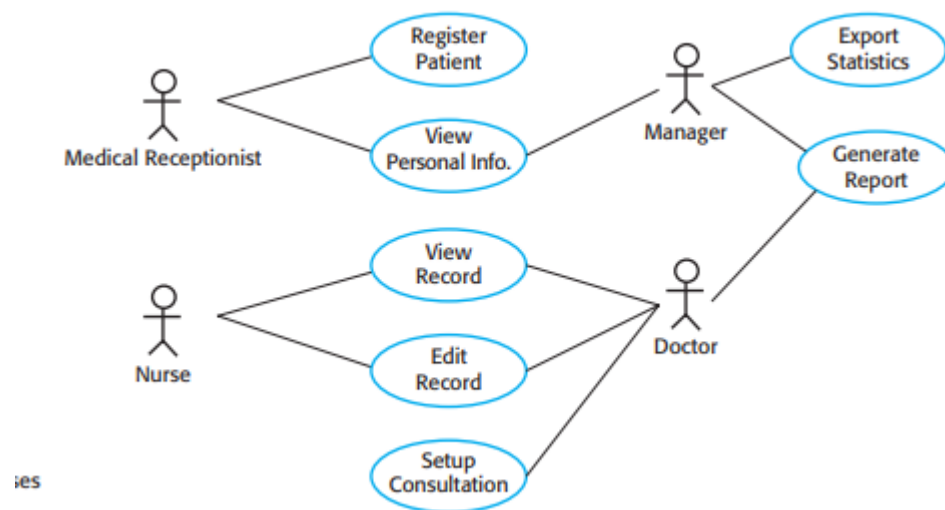 Register
Patient
Export
Statistics
Manager
Medical Receptionist
View
Personal Info.
Generate
Report
View
Record
Nurse
Edit
Record
Doctor
Setup
Consultation
ses